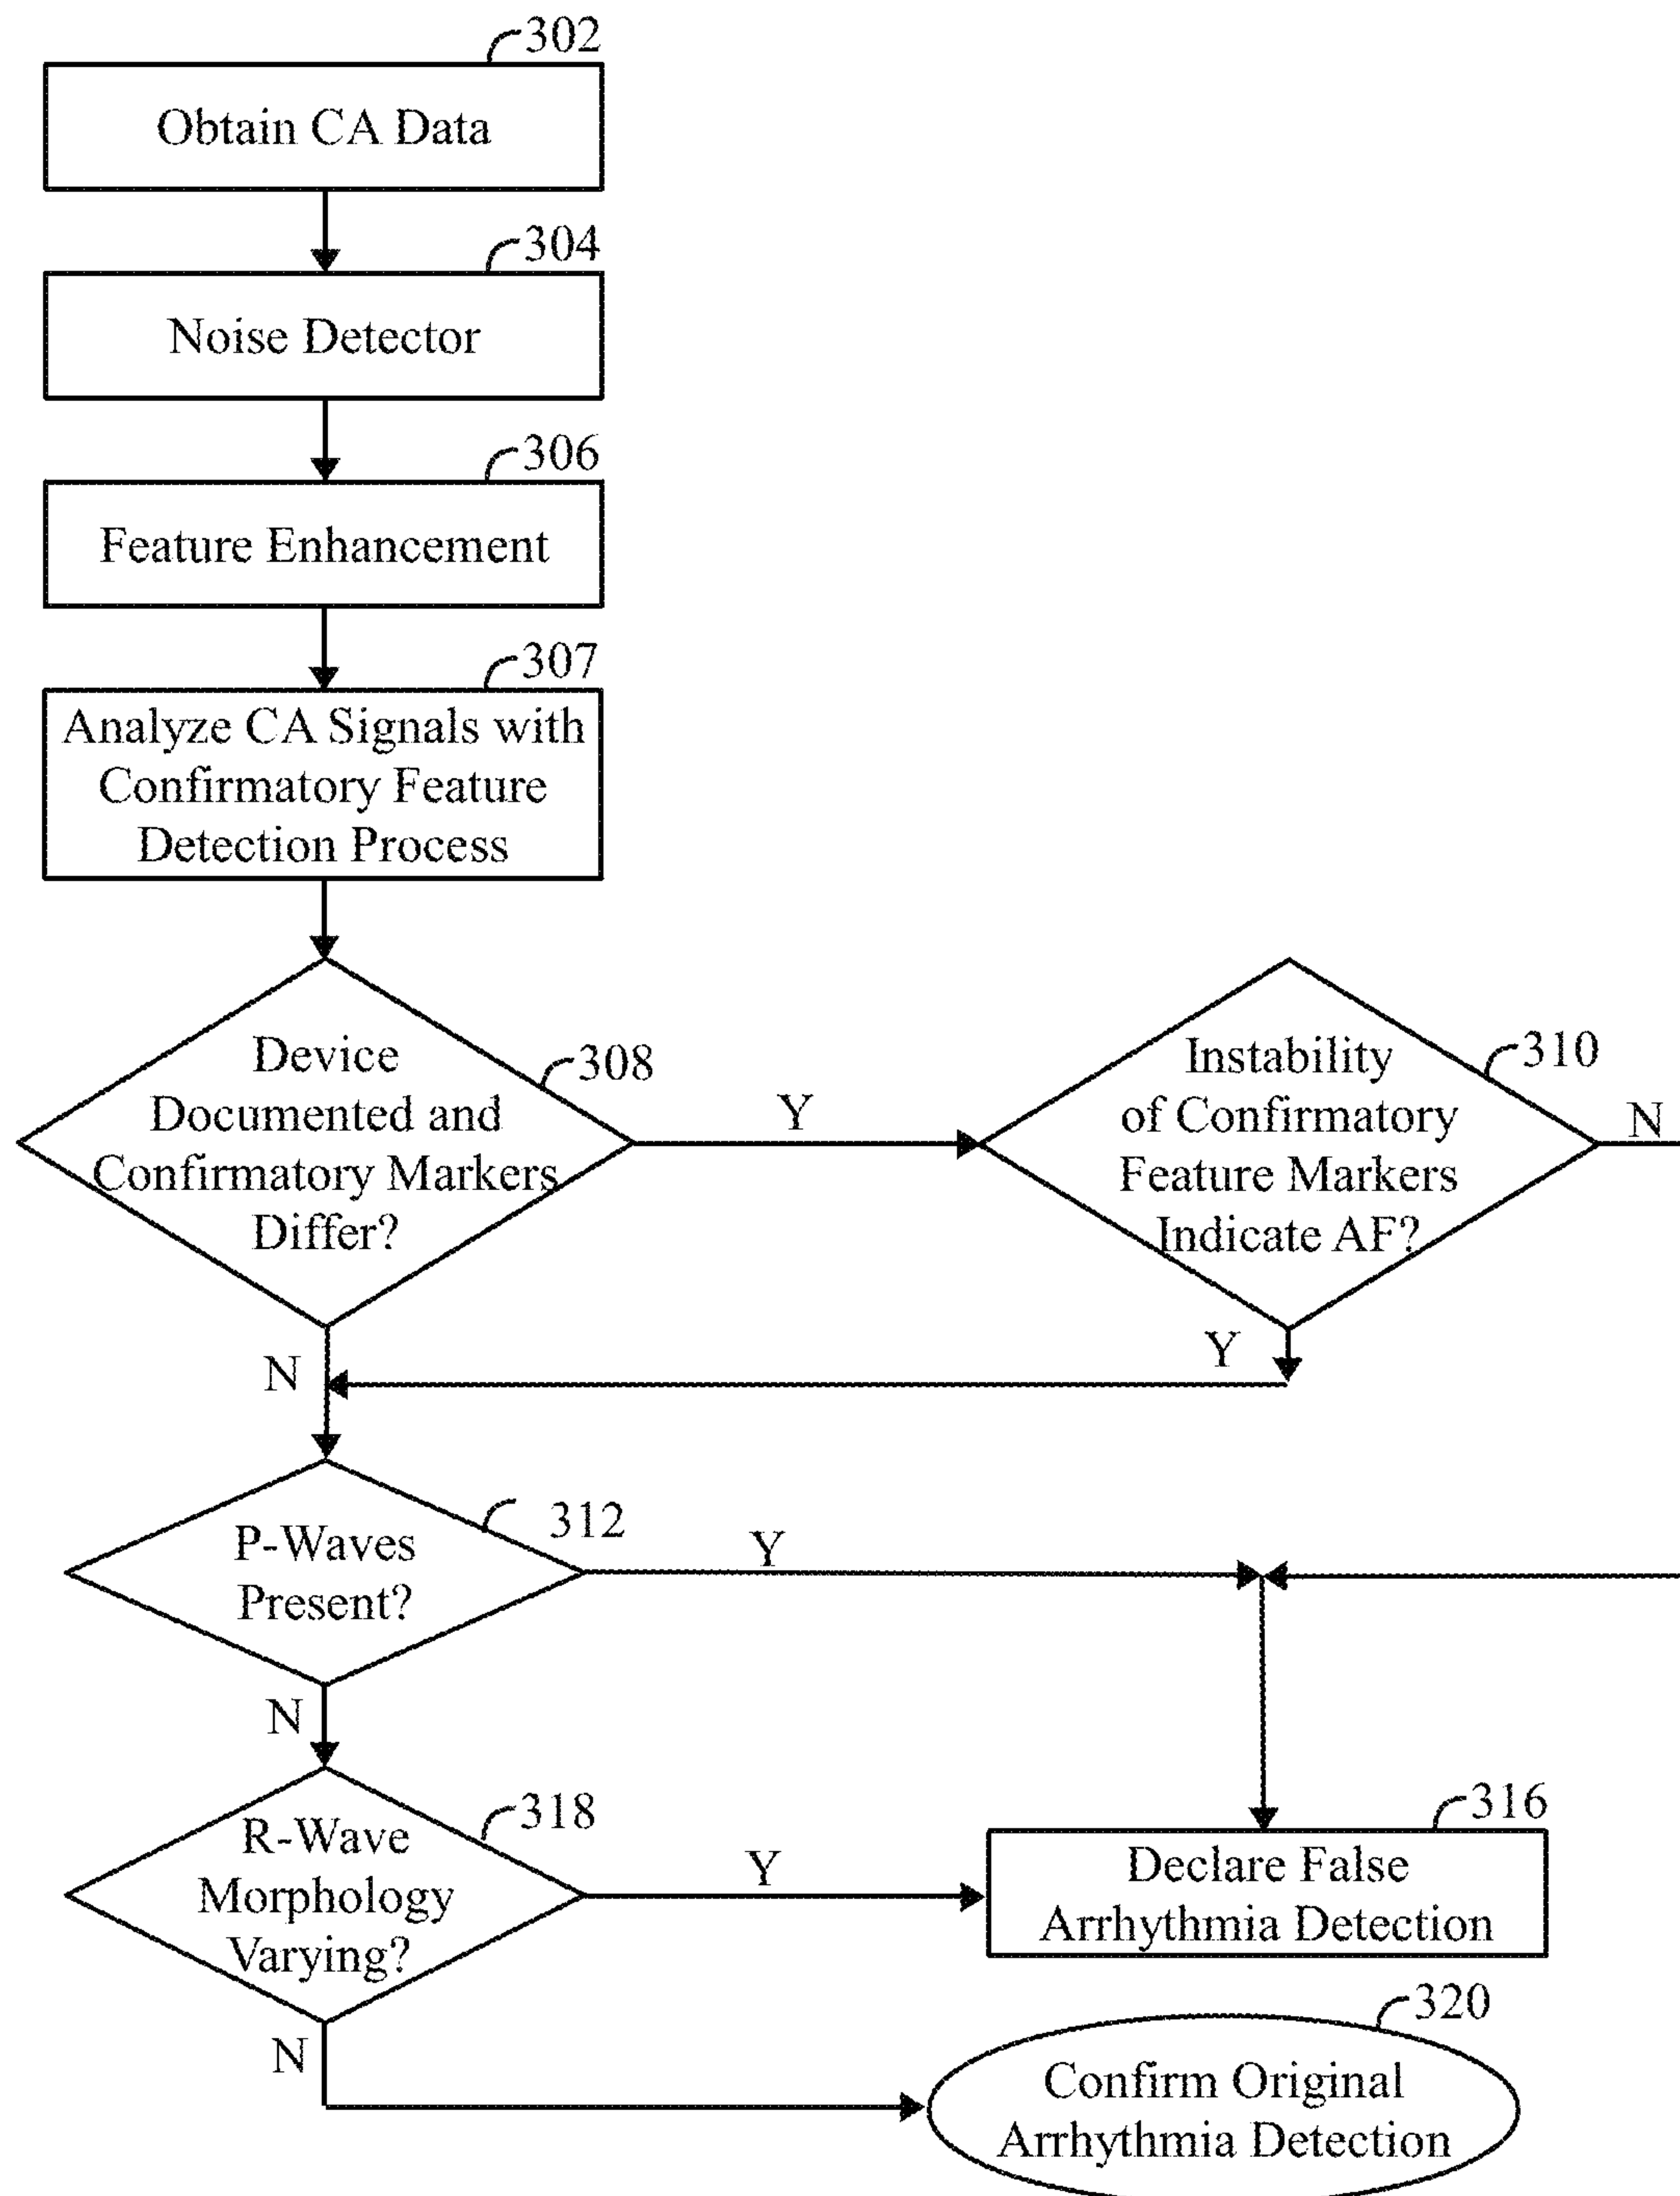 302
Obtain CA Data
304
Noise Detector
306
Feature Enhancement
307
Analyze CA Signals with
Confirmatory Feature
Detection Process
308
Device
Documented and
Confirmatory Markers
Differ?
Y
310
Instability
of Confirmatory
Feature Markers
Indicate AF?
N
Y
N
312
P-Waves
Present?
Y
N
318
R-Wave
Morphology
Varying?
Y
316
Declare False
Arrhythmia Detection
N
320
Confirm Original
Arrhythmia Detection